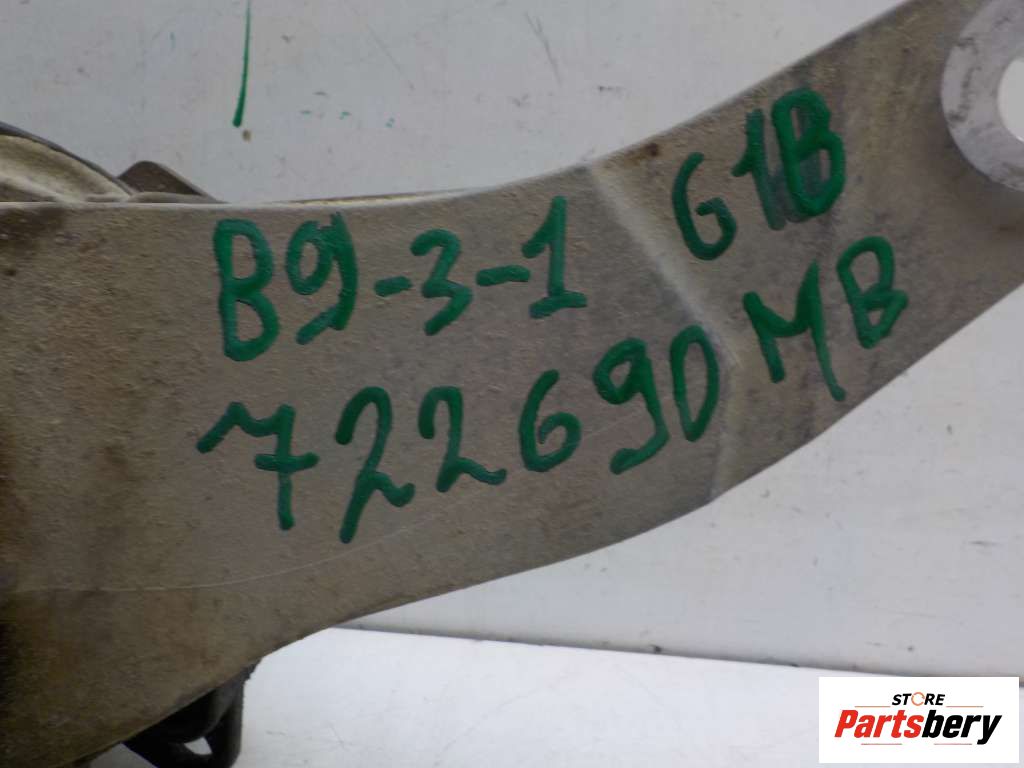 B9-3-1 G1B
722690 MB
STORE
Partsbery